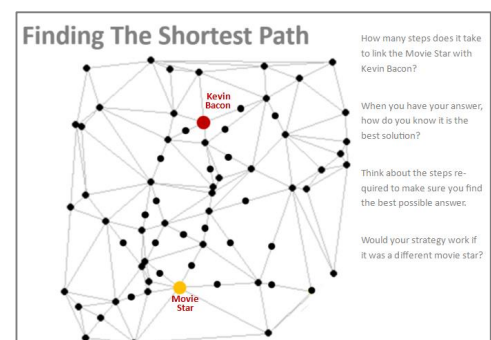 Finding The Shortest Path
How many steps does it take
to link the Movie Star with
Kevin Bacon?
When you have your answer,
how do you know it is the
best solution?
Think about the steps re-
quired to make sure you find
the best possible answer.
Would your strategy work if
it was a different movie star?
Kevin
Bacon
Movie
Star